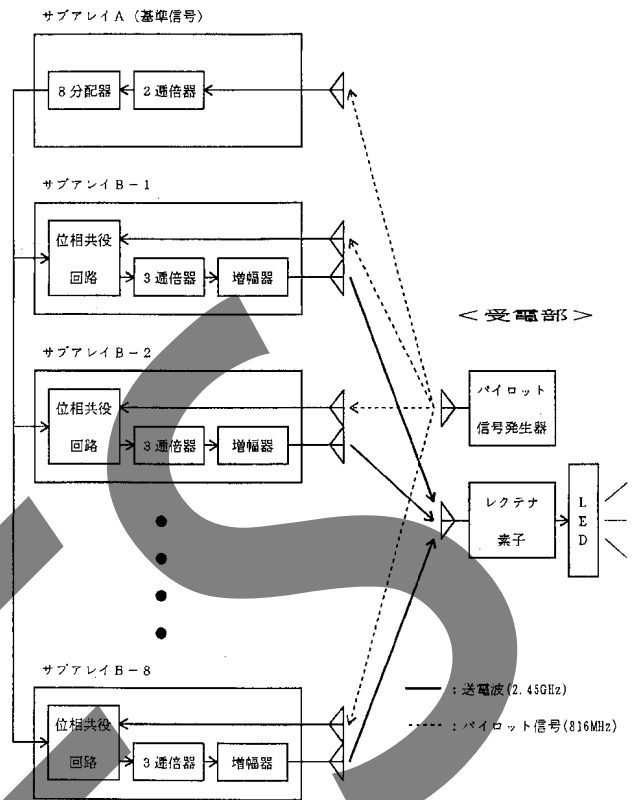 サブアレイA（基準信号）
8分配器
2逓倍器
サブアレイB－1
位相共役
回路
3逓倍器
増幅器
サブアレイB－2
位相共役
回路
3逓倍器
増幅器
サブアレイB－8
位相共役
回路
3逓倍器
増幅器
＜受電部＞
パイロット
信号発生器
レクテナ
素子
LED
：送電波(2.45GHz)
：パイロット信号(816MHz)